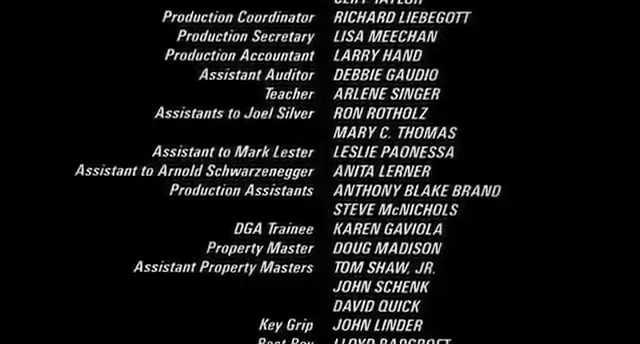 Production Coordinator RICHARD LIEBEGOTT
Production Secretary LISA MEECHAN
Production Accountant LARRY HAND
Assistant Auditor DEBBIE GAUDIO
Teacher ARLENE SINGER
Assistants to Joel Silver RON ROTHOLZ
MARY C. THOMAS
Assistant to Mark Lester LESLIE PAONESSA
Assistant to Arnold Schwarzenegger ANITA LERNER
Production Assistants ANTHONY BLAKE BRAND
STEVE McNICHOLS
DGA Trainee KAREN GAVIOLA
Property Master DOUG MADISON
Assistant Property Masters TOM SHAW, JR.
JOHN SCHENK
DAVID QUICK
Key Grip JOHN LINDER